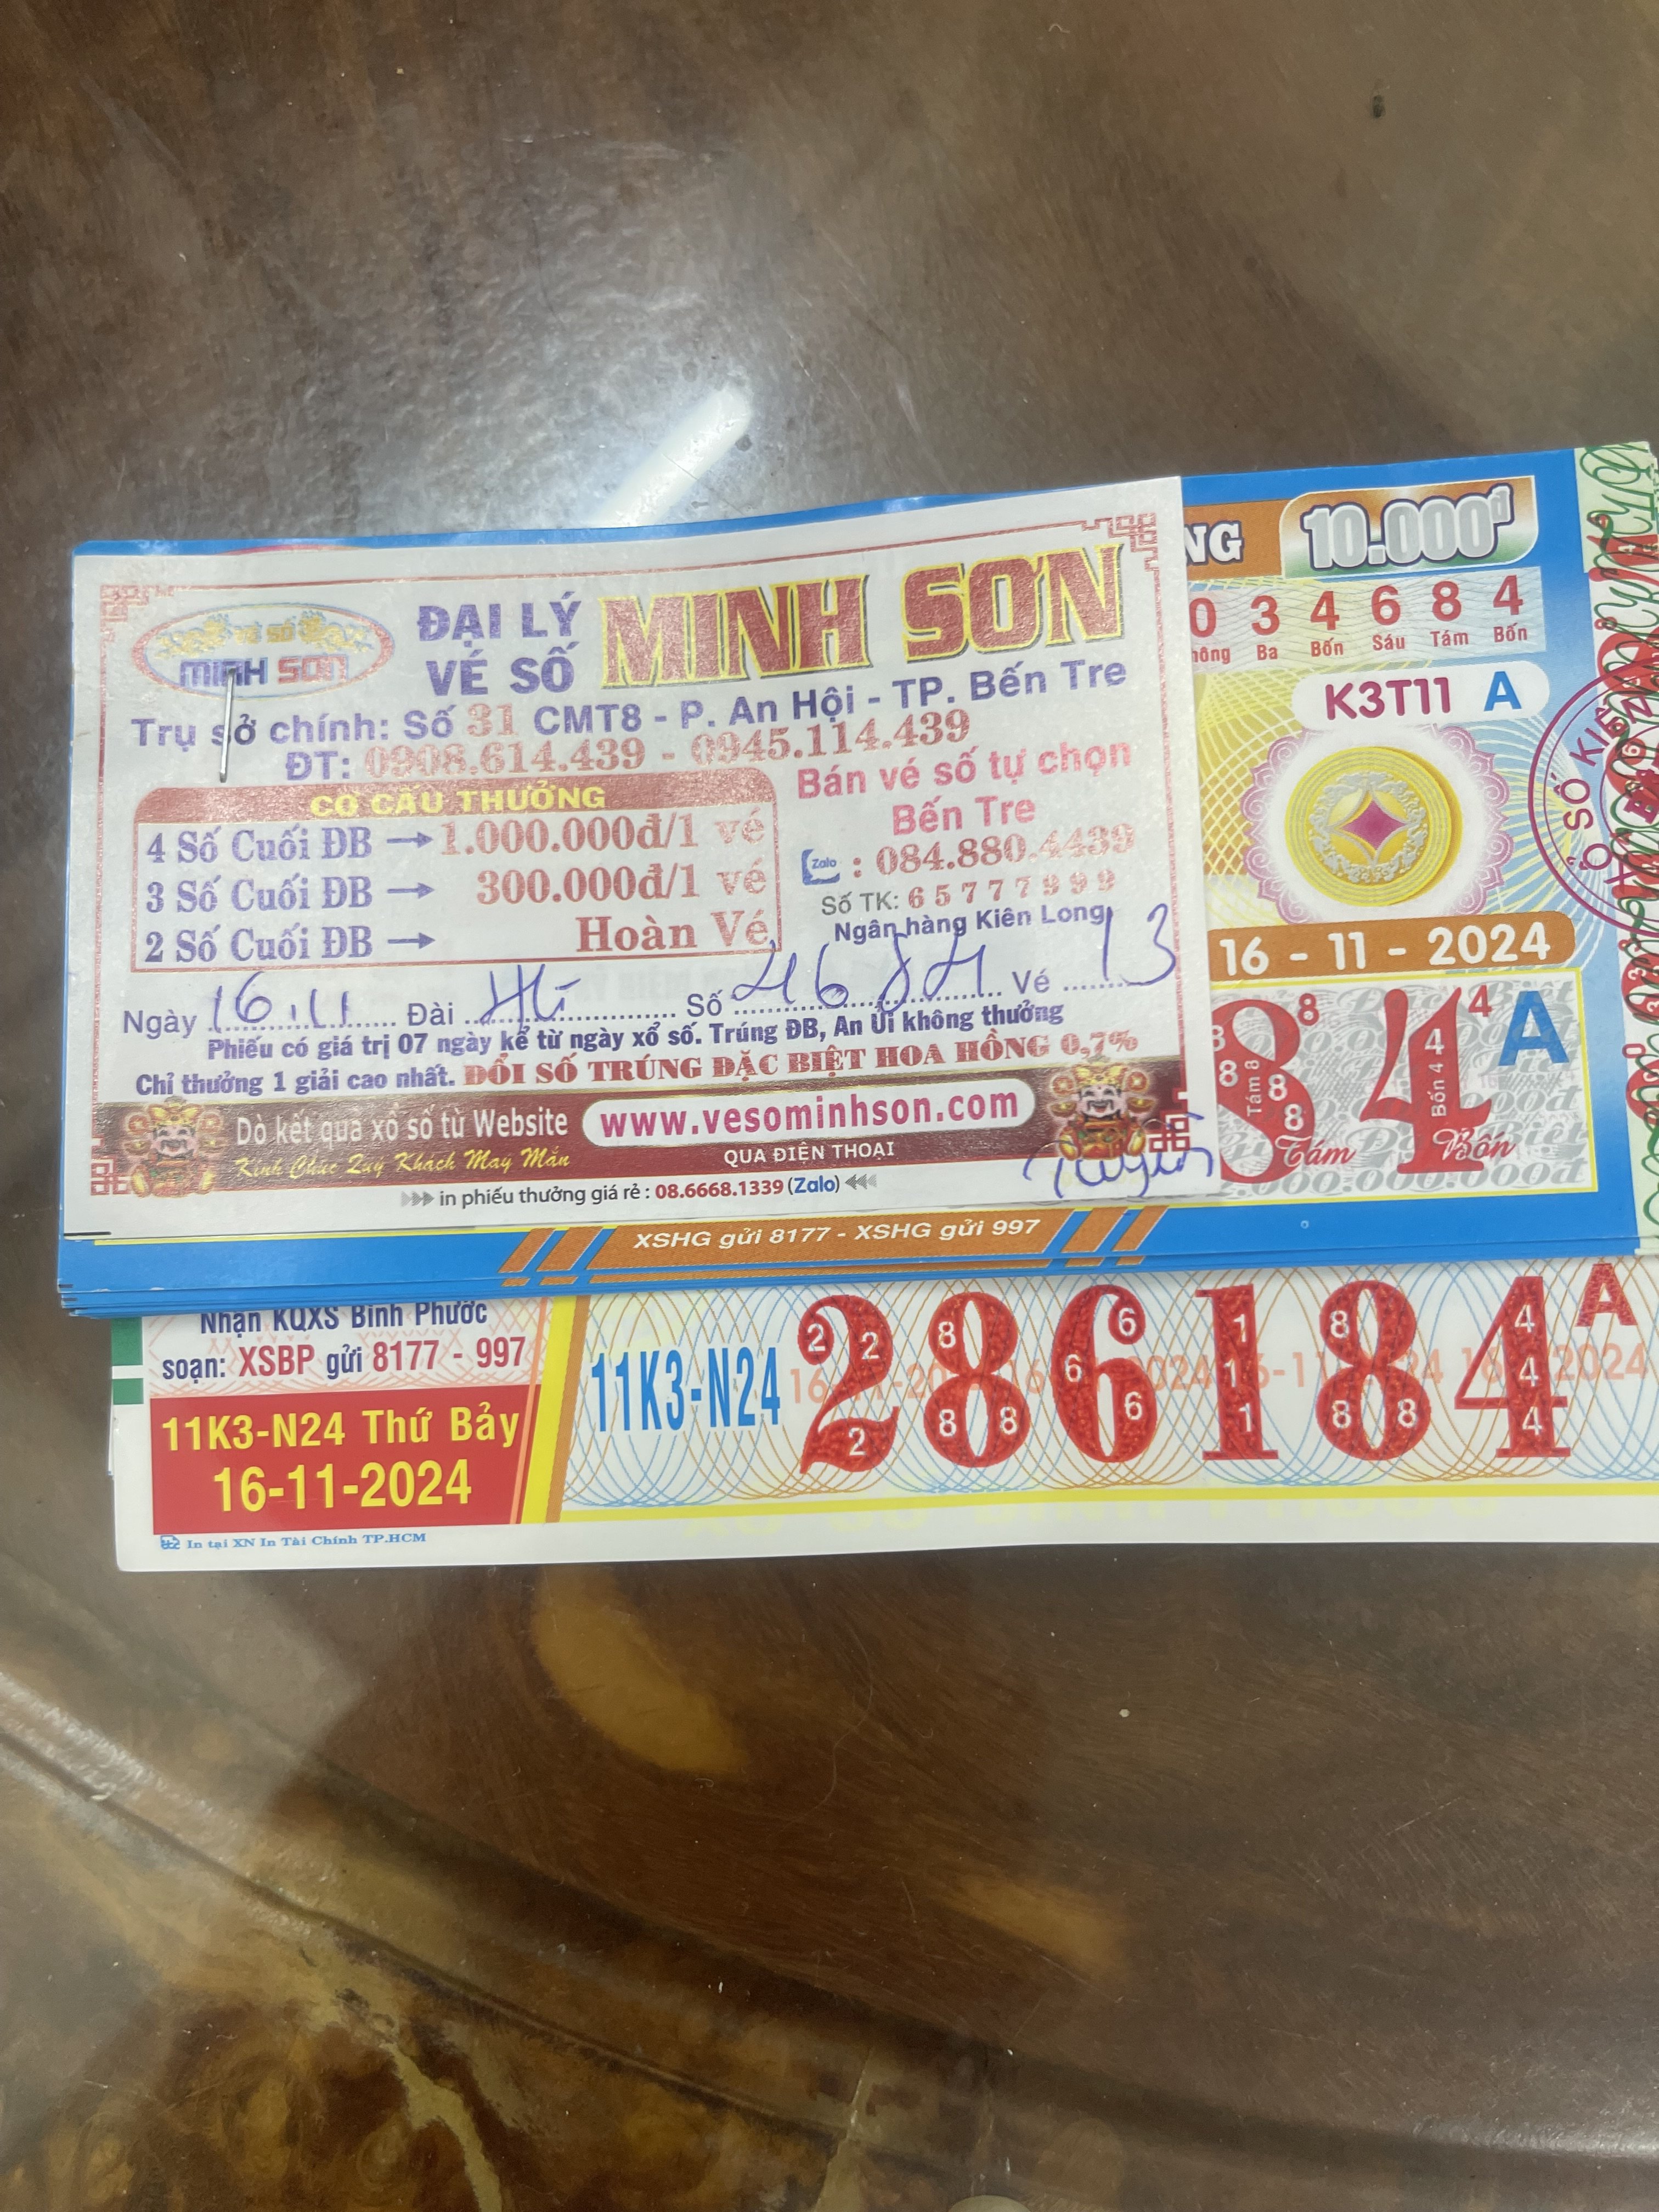 VÉ SỐ
MINH SƠN
ĐẠI LÝ
VÉ SỐ
MINH SƠN
Trụ sở chính: Số 31 CMT8 - P. An Hội - TP. Bến Tre
ĐT: 0908.614.439 - 0945.114.439
CƠ CẤU THƯỞNG
4 Số Cuối ĐB → 1.000.000đ/1 vé
3 Số Cuối ĐB → 300.000đ/1 vé
2 Số Cuối ĐB → Hoàn Vé
Bán vé số tự chọn
Bến Tre
Zalo : 084.880.4439
Số TK: 65777999
Ngân hàng Kiên Long
Ngày 16.11 Đài HG Số 4684 Vé 13
Phiếu có giá trị 07 ngày kể từ ngày xổ số. Trúng ĐB, An Ủi không thưởng
Chỉ thưởng 1 giải cao nhất. ĐỔI SỐ TRÚNG ĐẶC BIỆT HOA HỒNG 0,7%
Dò kết quả xổ số từ Website www.vesominhson.com
Kính Chúc Quý Khách May Mắn
QUA ĐIỆN THOẠI
in phiếu thưởng giá rẻ : 08.6668.1339 (Zalo)
NG 10.000đ
0 3 4 6 8 4
hông Ba Bốn Sáu Tám Bốn
K3T11 A
Ổ SỐ KIẾN
16 - 11 - 2024
84 A
Tám 8
Bốn 4
Tám Bốn
XSHG gửi 8177 - XSHG gửi 997
Nhận KQXS Bình Phước
soạn: XSBP gửi 8177 - 997
11K3-N24 Thứ Bảy
16-11-2024
In tại XN In Tài Chính TP.HCM
11K3-N24
286184 A